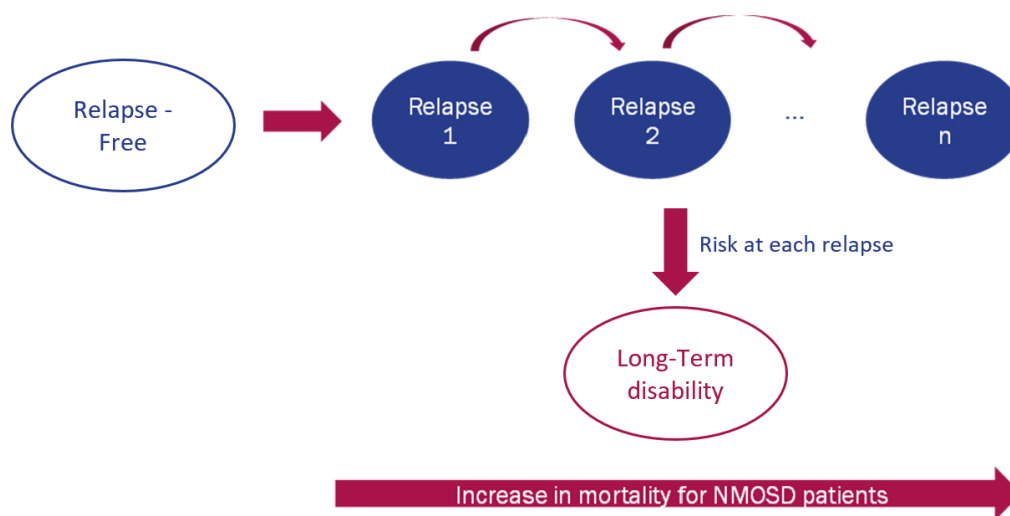 Relapse -
Free
Relapse
1
Relapse
2
...
Relapse
n
Risk at each relapse
Long-Term
disability
Increase in mortality for NMOSD patients